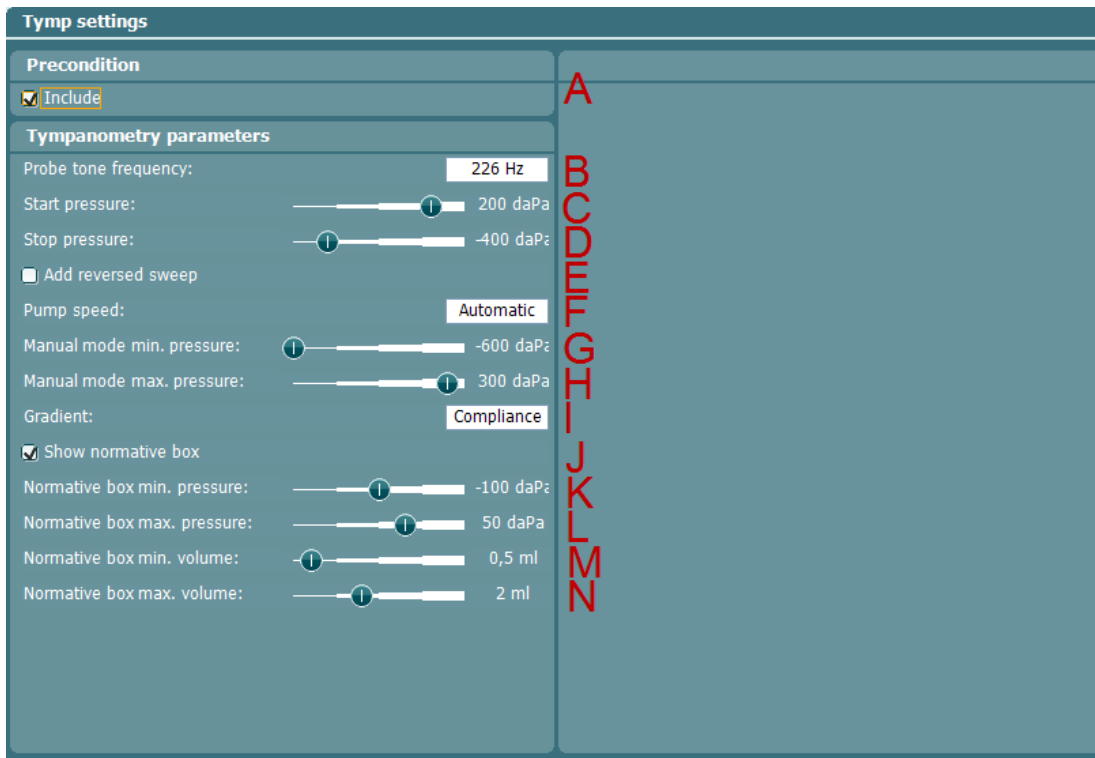 Tymp settings
Precondition
Include
A
Tympanometry parameters
Probe tone frequency: 226 Hz B
Start pressure: 200 daPa C
Stop pressure: -400 daPa D
Add reversed sweep E
Pump speed: Automatic F
Manual mode min. pressure: -600 daPa G
Manual mode max. pressure: 300 daPa H
Gradient: Compliance I
Show normative box J
Normative box min. pressure: -100 daPa K
Normative box max. pressure: 50 daPa L
Normative box min. volume: 0,5 ml M
Normative box max. volume: 2 ml N